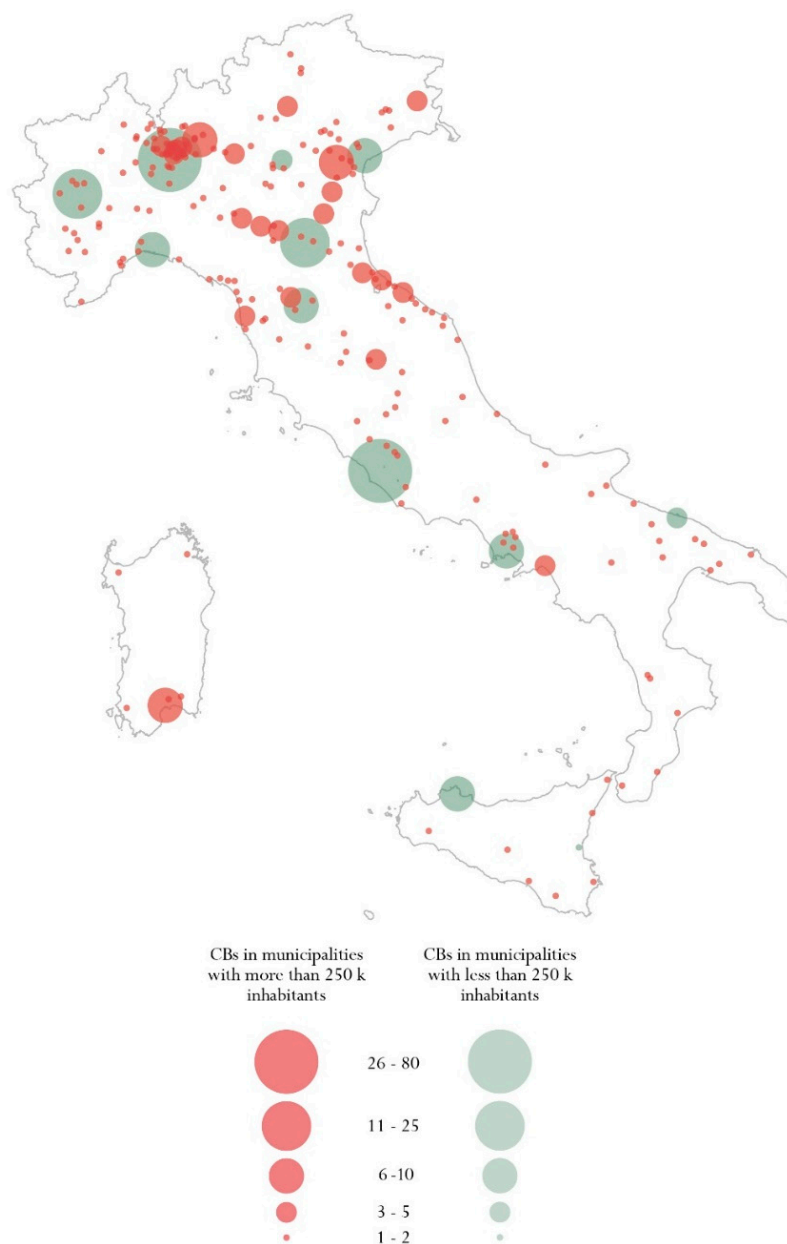 CBs in municipalities
with more than 250 k
inhabitants
CBs in municipalities
with less than 250 k
inhabitants
26 - 80
11 - 25
6 -10
3 - 5
1 - 2